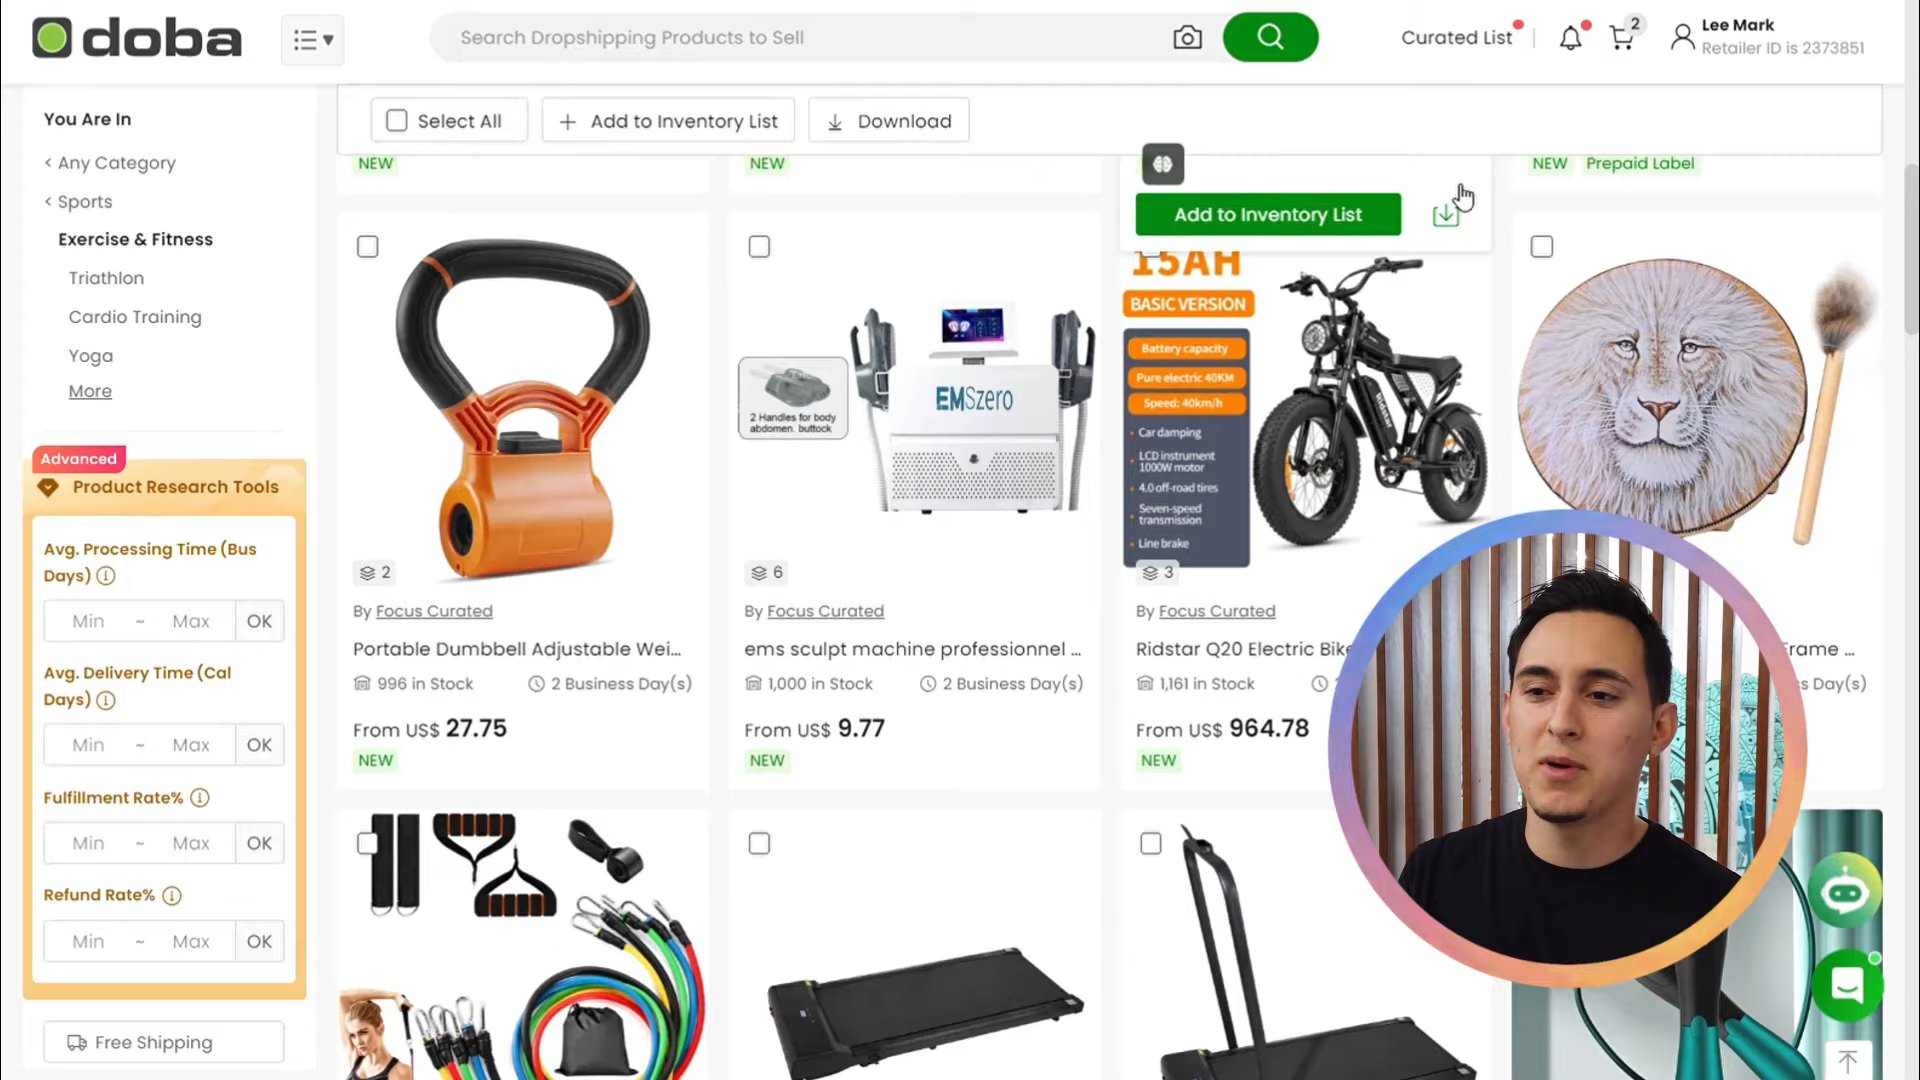 doba
Search Dropshipping Products to Sell
Curated List
2
Lee Mark
Retailer ID is 2373851
You Are In
< Any Category
< Sports
Exercise & Fitness
Triathlon
Cardio Training
Yoga
More
Advanced
Product Research Tools
Avg. Processing Time (Bus
Days)
Min ~ Max OK
Avg. Delivery Time (Cal
Days)
Min ~ Max OK
Fulfillment Rate%
Min ~ Max OK
Refund Rate%
Min ~ Max OK
Free Shipping
Select All
Add to Inventory List
Download
NEW
NEW
Add to Inventory List
NEW Prepaid Label
2
By Focus Curated
Portable Dumbbell Adjustable Wei...
996 in Stock
2 Business Day(s)
From US$ 27.75
NEW
2 Handles for body
abdomen. buttock
EMSzero
6
By Focus Curated
ems sculpt machine professionnel ...
1,000 in Stock
2 Business Day(s)
From US$ 9.77
NEW
15AH
BASIC VERSION
Battery capacity
Pure electric 40KM
Speed: 40km/h
Car damping
LCD instrument
1000W motor
4.0 off-road tires
Seven-speed
transmission
Line brake
Ridstar
3
By Focus Curated
Ridstar Q20 Electric Bike
1,161 in Stock
From US$ 964.78
NEW
Frame ...
s Day(s)